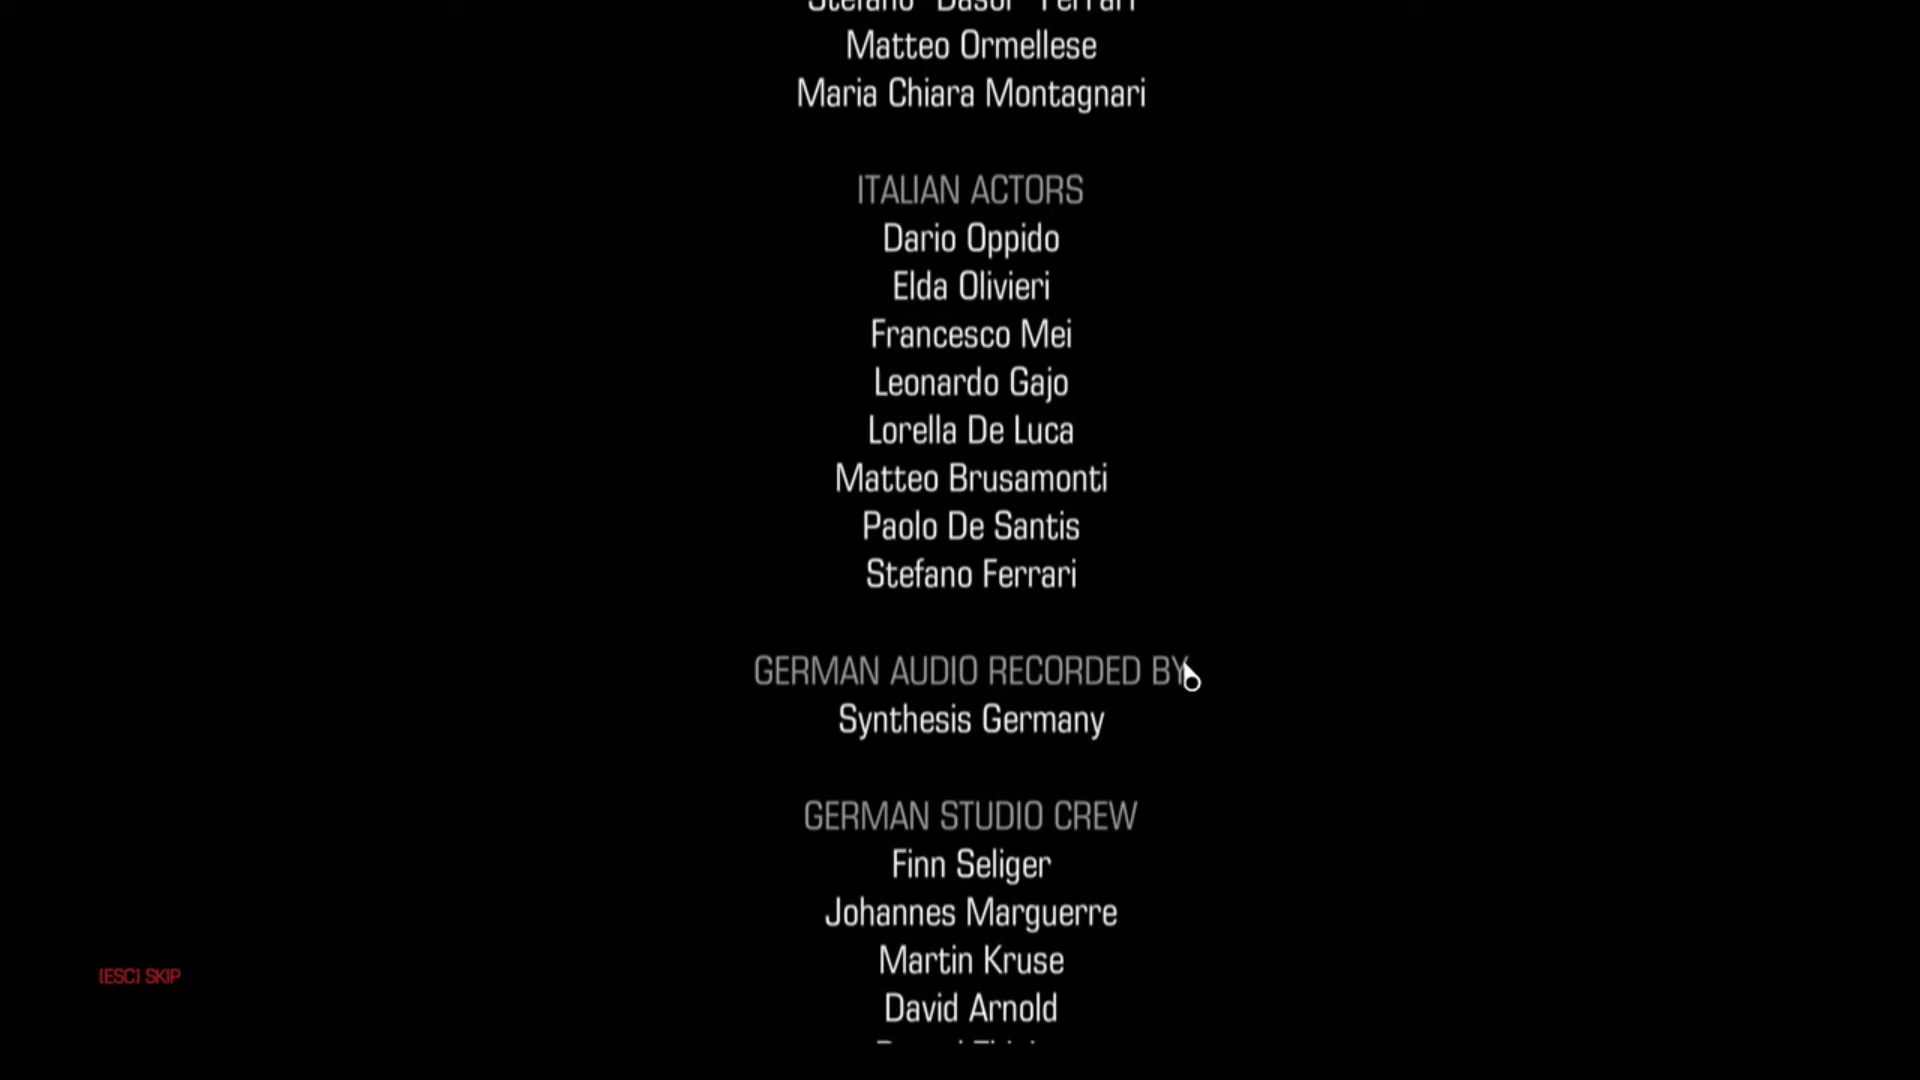 Matteo Ormellese
Maria Chiara Montagnari
ITALIAN ACTORS
Dario Oppido
Elda Olivieri
Francesco Mei
Leonardo Gajo
Lorella De Luca
Matteo Brusamonti
Paolo De Santis
Stefano Ferrari
GERMAN AUDIO RECORDED BY
Synthesis Germany
GERMAN STUDIO CREW
Finn Seliger
Johannes Marguerre
Martin Kruse
David Arnold
[ESC] SKIP